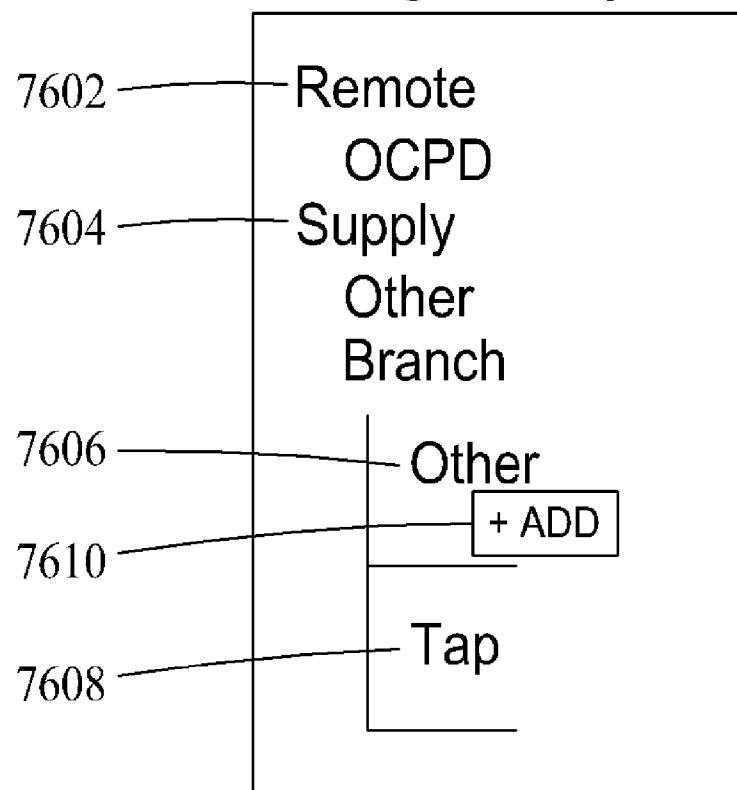 7602 Remote
OCPD
7604 Supply
Other
Branch
7606 Other
7610 + ADD
7608 Tap